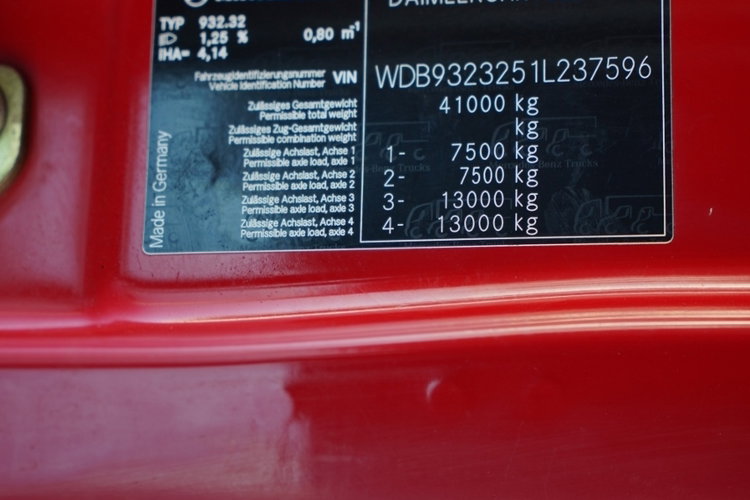 TYP 932.32
1,25 % 0,80 m⁻¹
IHA= 4,14
Fahrzeugidentifizierungsnummer
Vehicle Identification Number VIN WDB9323251L237596
Zulässiges Gesamtgewicht
Permissible total weight 41000 kg
Zulässiges Zug-Gesamtgewicht
Permissible combination weight kg
Zulässige Achslast, Achse 1
Permissible axle load, axle 1 1- 7500 kg
Zulässige Achslast, Achse 2
Permissible axle load, axle 2 2- 7500 kg
Zulässige Achslast, Achse 3
Permissible axle load, axle 3 3- 13000 kg
Zulässige Achslast, Achse 4
Permissible axle load, axle 4 4- 13000 kg
Made in Germany